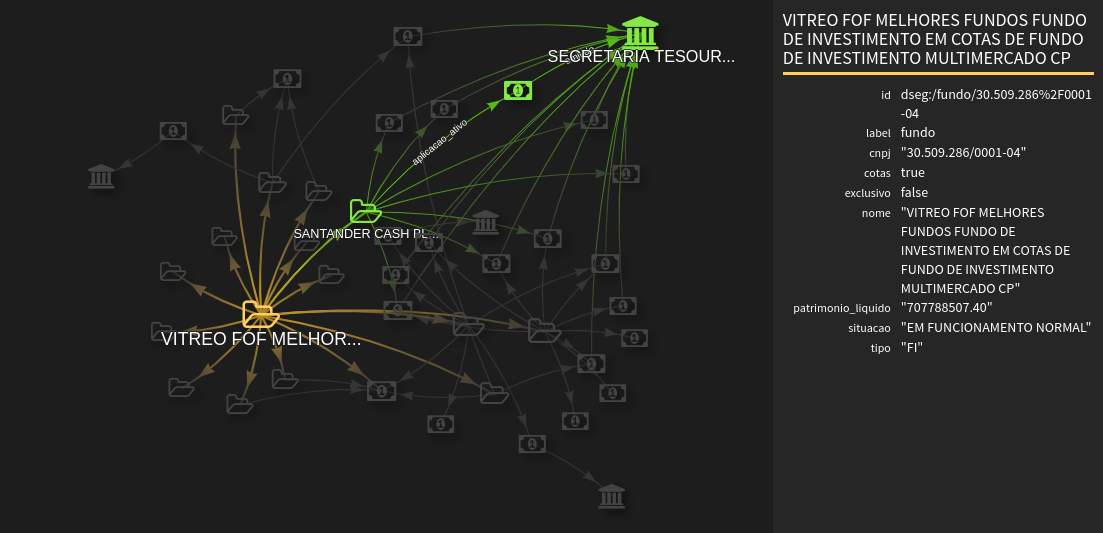 VITREO FOF MELHORES FUNDOS FUNDO
DE INVESTIMENTO EM COTAS DE FUNDO
DE INVESTIMENTO MULTIMERCADO CP
id dseg:/fundo/30.509.286%2F0001
-04
label fundo
cnpj "30.509.286/0001-04"
cotas true
exclusivo false
nome "VITREO FOF MELHORES
FUNDOS FUNDO DE
INVESTIMENTO EM COTAS DE
FUNDO DE INVESTIMENTO
MULTIMERCADO CP"
patrimonio_liquido "707788507.40"
situacao "EM FUNCIONAMENTO NORMAL"
tipo "FI"
SECRETARIA TESOUR...
aplicacao_ativo
SANTANDER CASH BL...
VITREO FOF MELHOR...